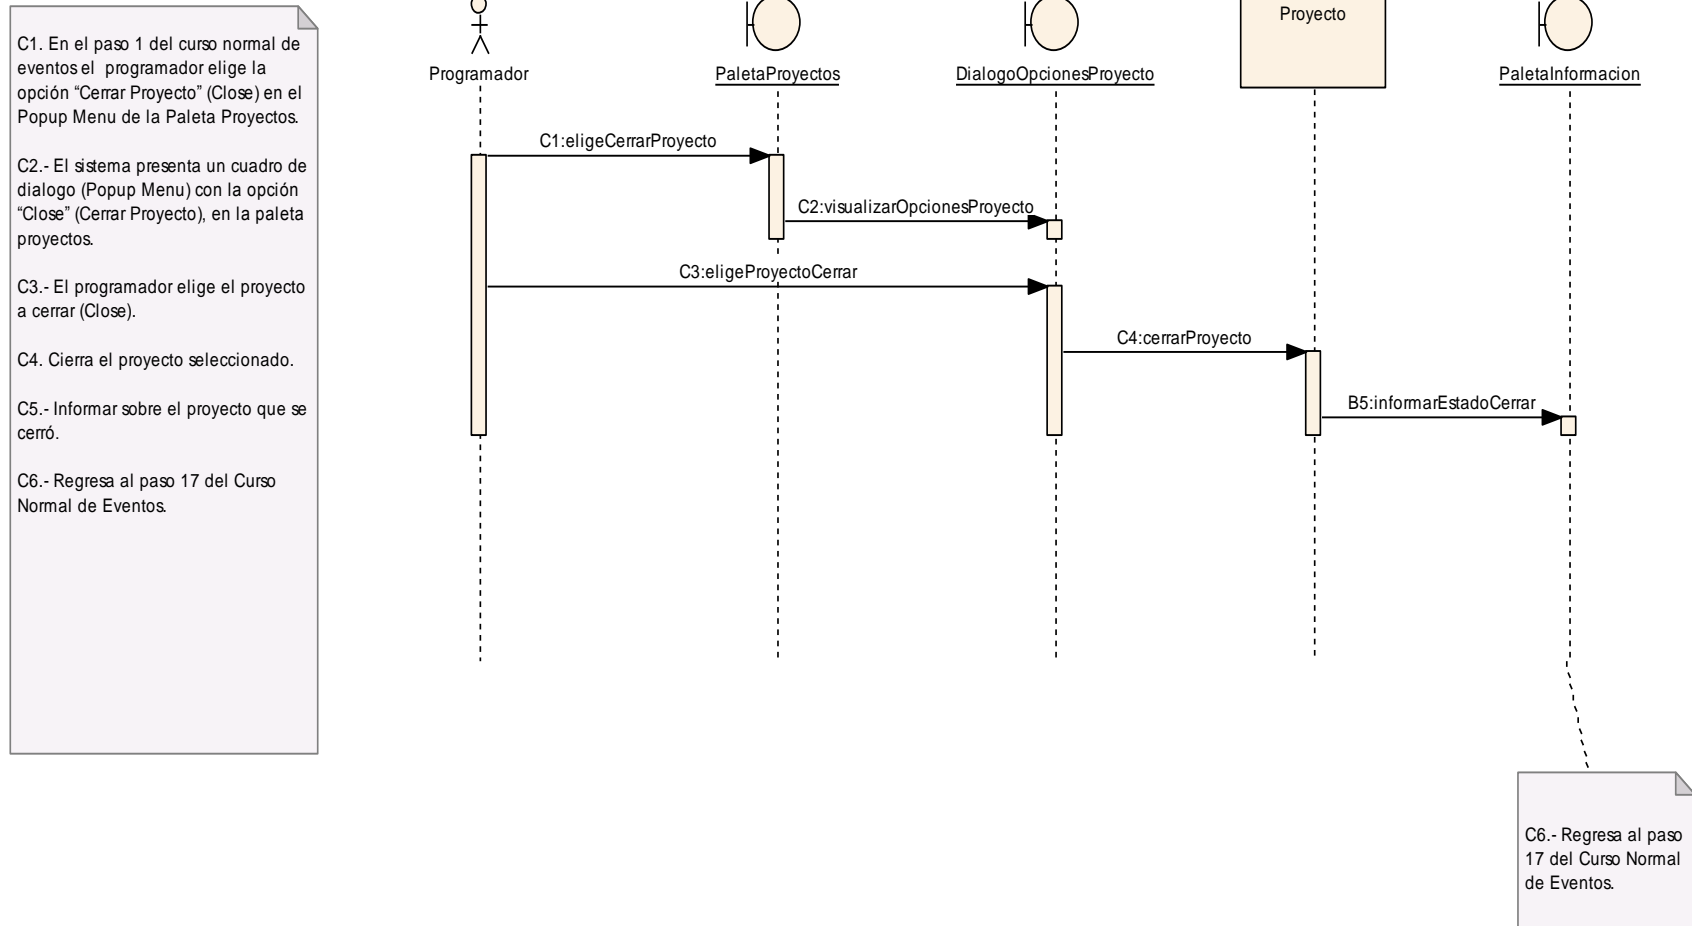 C1. En el paso 1 del curso normal de
eventos el programador elige la
opción “Cerrar Proyecto” (Close) en el
Popup Menu de la Paleta Proyectos.
C2.- El sistema presenta un cuadro de
dialogo (Popup Menu) con la opción
“Close” (Cerrar Proyecto), en la paleta
proyectos.
C3.- El programador elige el proyecto
a cerrar (Close).
C4. Cierra el proyecto seleccionado.
C5.- Informar sobre el proyecto que se
cerró.
C6.- Regresa al paso 17 del Curso
Normal de Eventos.
Proyecto
Programador
PaletaProyectos
DialogoOpcionesProyecto
PaletaInformacion
C1:eligeCerrarProyecto
C2:visualizarOpcionesProyecto
C3:eligeProyectoCerrar
C4:cerrarProyecto
B5:informarEstadoCerrar
C6.- Regresa al paso
17 del Curso Normal
de Eventos.